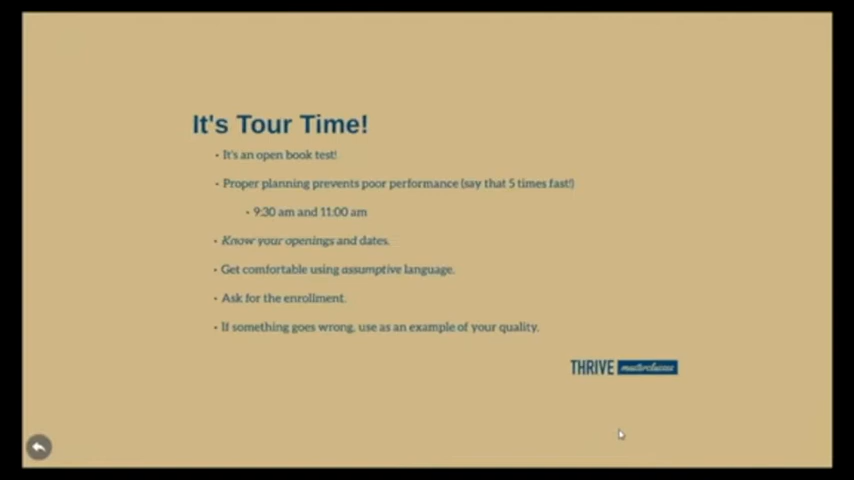 It's Tour Time!
• It's an open book test!
• Proper planning prevents poor performance (say that 5 times fast!)
• 9:30 am and 11:00 am
• Know your openings and dates.
• Get comfortable using assumptive language.
• Ask for the enrollment.
• If something goes wrong, use as an example of your quality.
THRIVE masterclasses